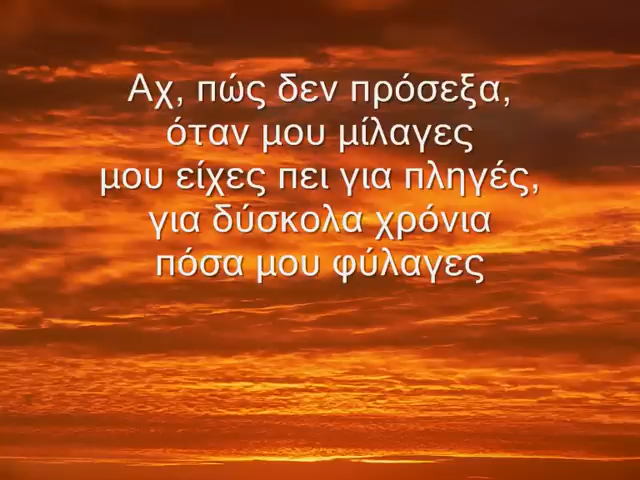 Αχ, πώς δεν πρόσεξα,
όταν μου μίλαγες
μου είχες πει για πληγές,
για δύσκολα χρόνια
πόσα μου φύλαγες